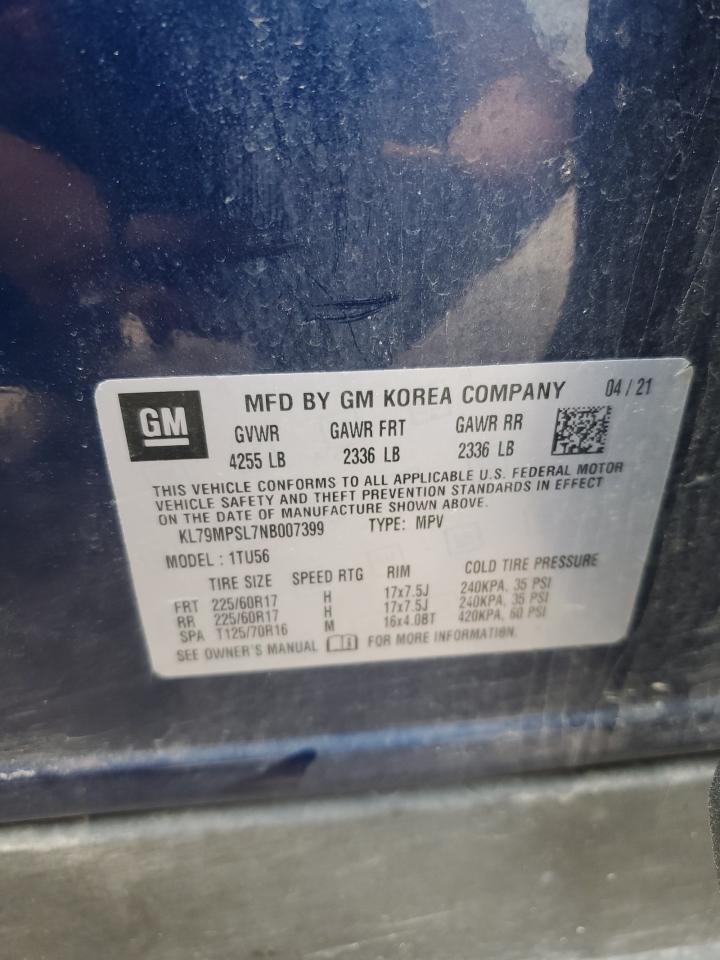 GM
MFD BY GM KOREA COMPANY 04 / 21
GVWR GAWR FRT GAWR RR
4255 LB 2336 LB 2336 LB
THIS VEHICLE CONFORMS TO ALL APPLICABLE U.S. FEDERAL MOTOR
VEHICLE SAFETY AND THEFT PREVENTION STANDARDS IN EFFECT
ON THE DATE OF MANUFACTURE SHOWN ABOVE.
KL79MPSL7NB007399 TYPE: MPV
MODEL : 1TU56
TIRE SIZE SPEED RTG RIM COLD TIRE PRESSURE
FRT 225/60R17 H 17x7.5J 240KPA, 35 PSI
RR 225/60R17 H 17x7.5J 240KPA, 35 PSI
SPA T125/70R16 M 16x4.0BT 420KPA, 60 PSI
SEE OWNER'S MANUAL FOR MORE INFORMATION.